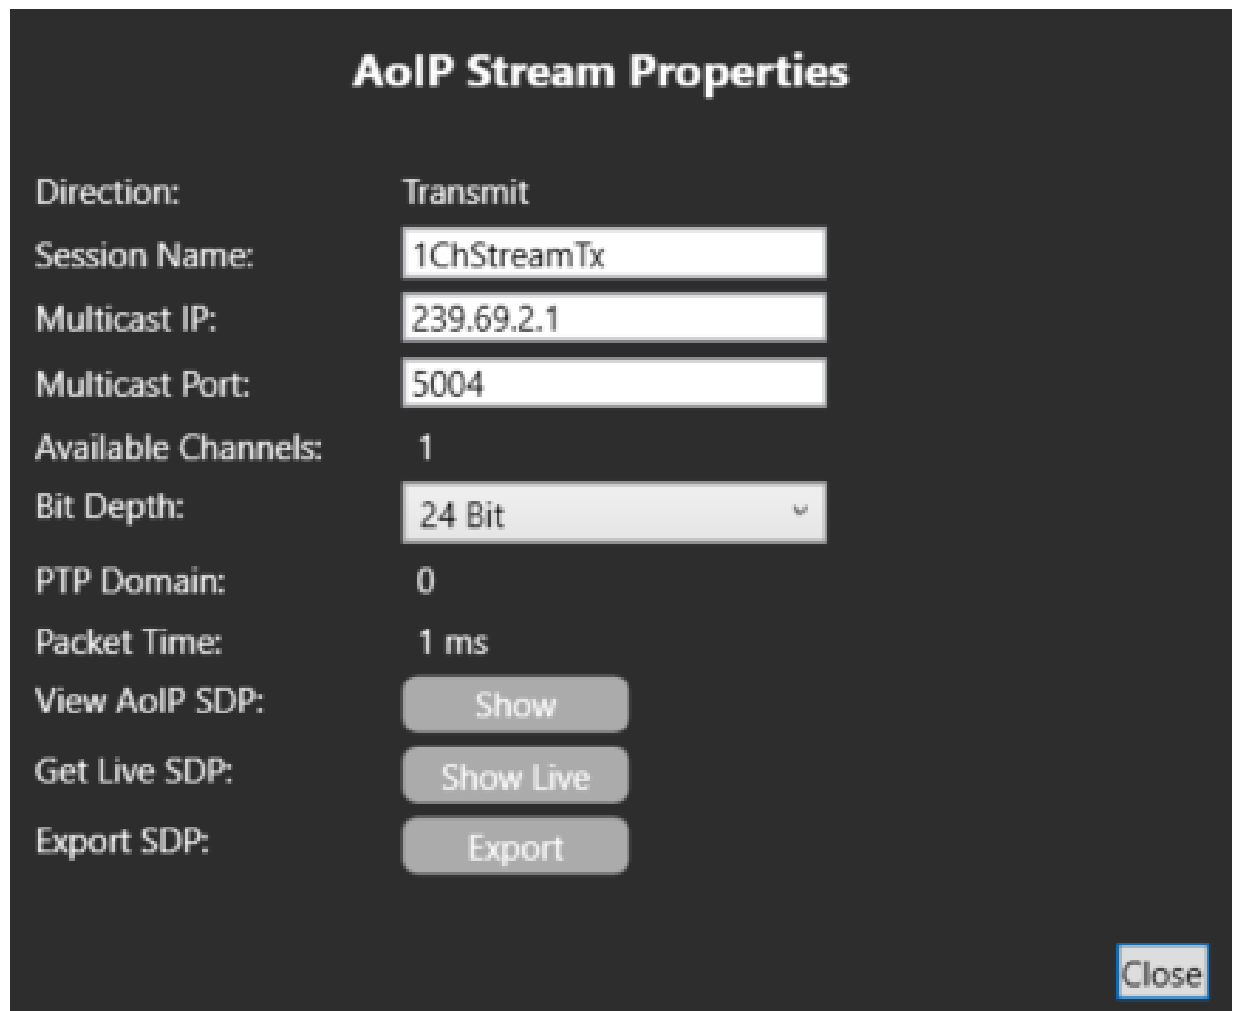 AoIP Stream Properties
Direction: Transmit
Session Name: 1ChStreamTx
Multicast IP: 239.69.2.1
Multicast Port: 5004
Available Channels: 1
Bit Depth: 24 Bit
PTP Domain: 0
Packet Time: 1 ms
View AoIP SDP: Show
Get Live SDP: Show Live
Export SDP: Export
Close